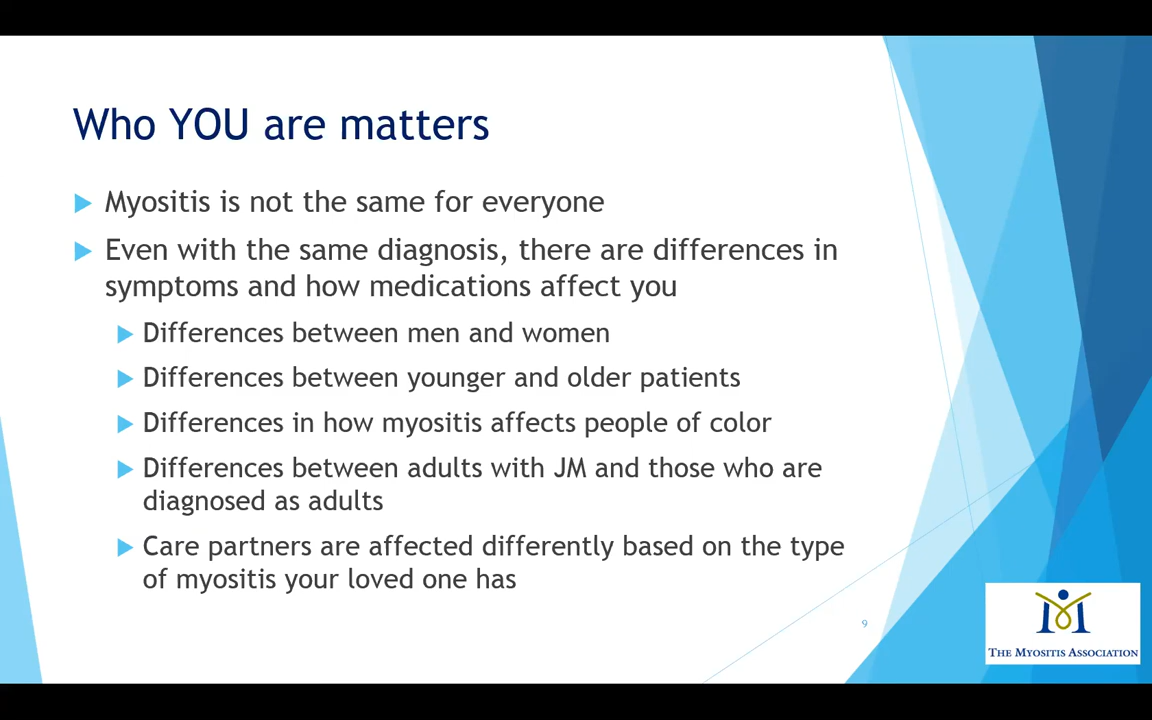 Who YOU are matters
Myositis is not the same for everyone
Even with the same diagnosis, there are differences in
symptoms and how medications affect you
Differences between men and women
Differences between younger and older patients
Differences in how myositis affects people of color
Differences between adults with JM and those who are
diagnosed as adults
Care partners are affected differently based on the type
of myositis your loved one has
9
THE MYOSITIS ASSOCIATION